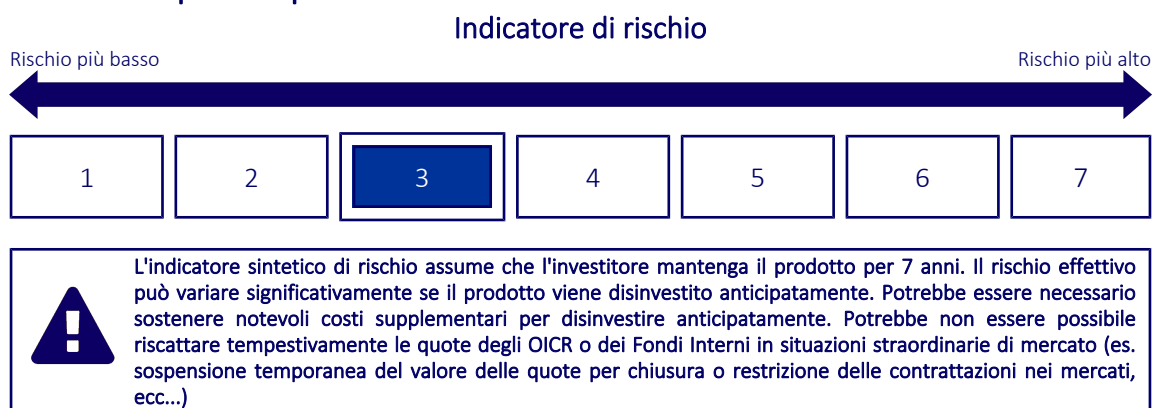 Indicatore di rischio
Rischio più basso
Rischio più alto
1
2
3
4
5
6
7
L'indicatore sintetico di rischio assume che l'investitore mantenga il prodotto per 7 anni. Il rischio effettivo
può variare significativamente se il prodotto viene disinvestito anticipatamente. Potrebbe essere necessario
sostenere notevoli costi supplementari per disinvestire anticipatamente. Potrebbe non essere possibile
riscattare tempestivamente le quote degli OICR o dei Fondi Interni in situazioni straordinarie di mercato (es.
sospensione temporanea del valore delle quote per chiusura o restrizione delle contrattazioni nei mercati,
ecc...)